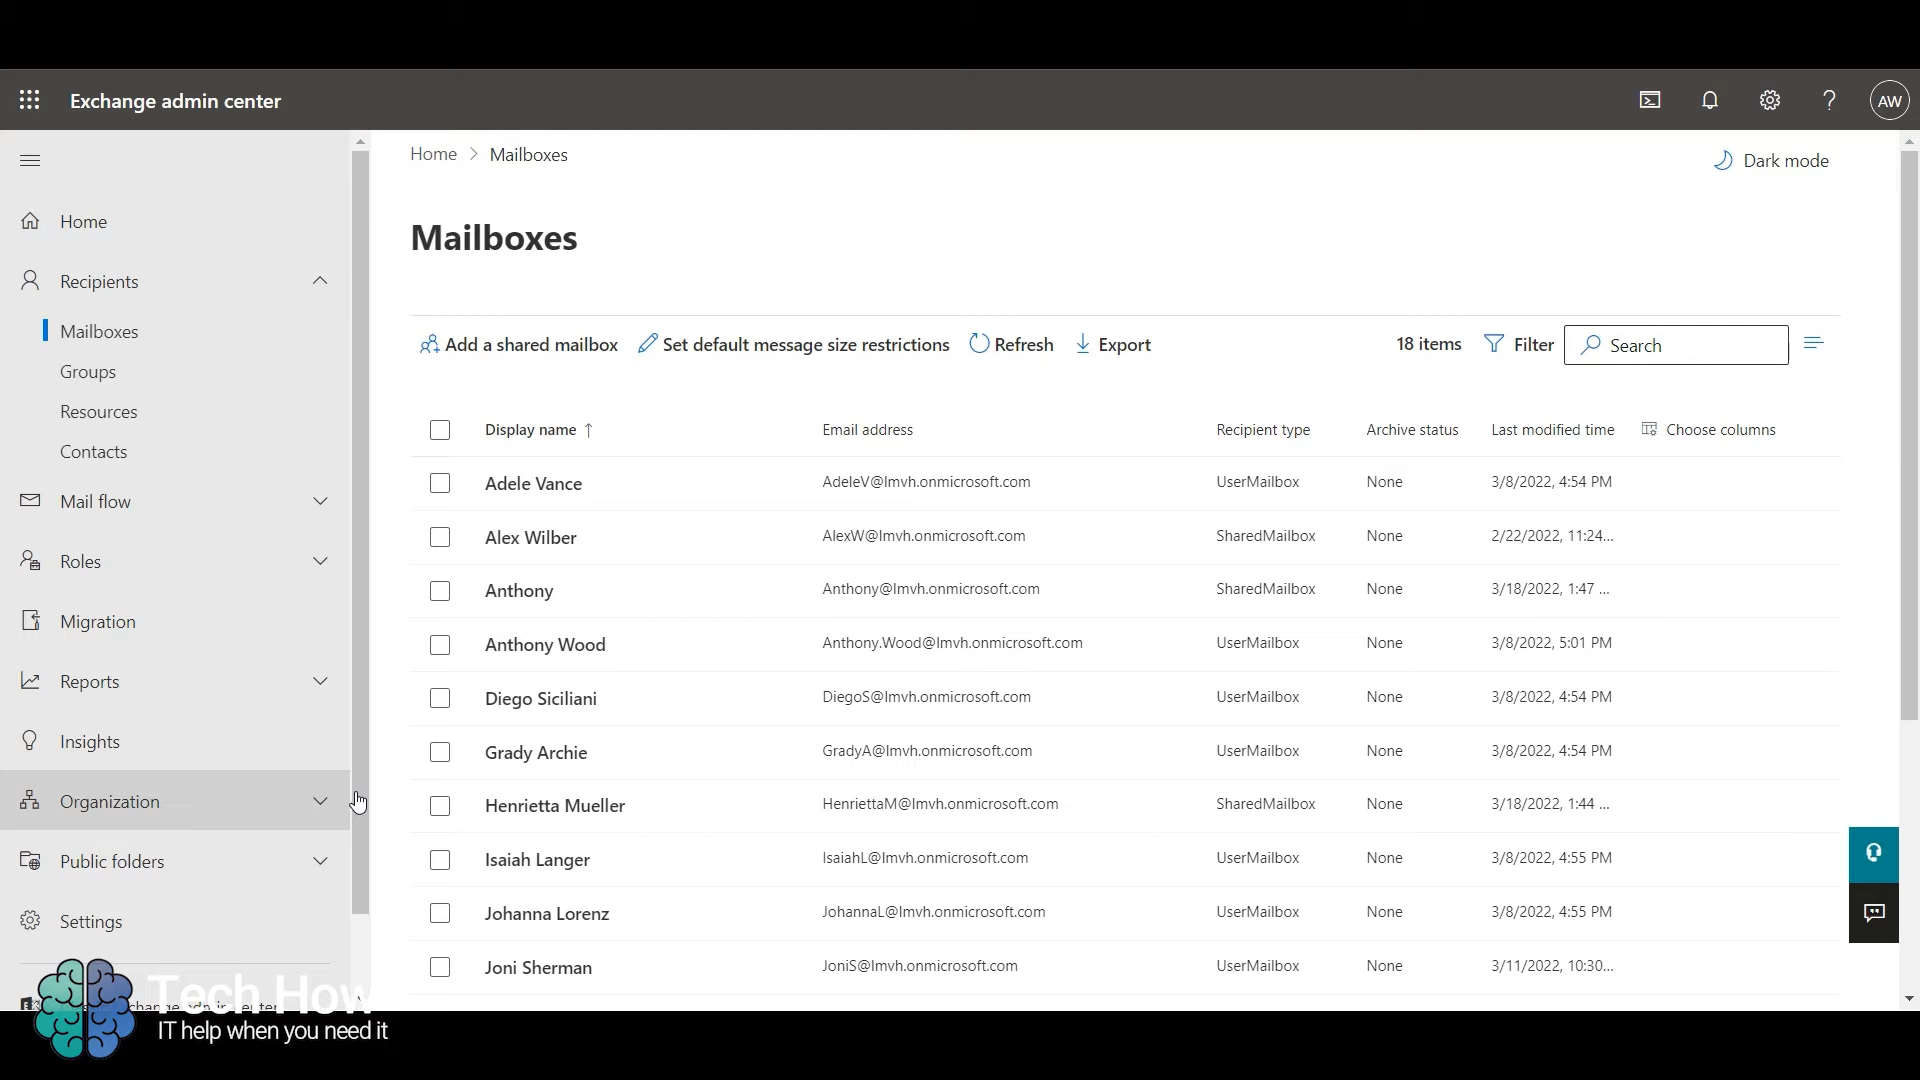 Exchange admin center
AW
Home > Mailboxes
Dark mode
Home
Recipients
Mailboxes
Groups
Resources
Contacts
Mail flow
Roles
Migration
Reports
Insights
Organization
Public folders
Settings
Mailboxes
Add a shared mailbox Set default message size restrictions Refresh Export 18 items Filter Search
Display name ↑ Email address Recipient type Archive status Last modified time Choose columns
Adele Vance AdeleV@lmvh.onmicrosoft.com UserMailbox None 3/8/2022, 4:54 PM
Alex Wilber AlexW@lmvh.onmicrosoft.com SharedMailbox None 2/22/2022, 11:24...
Anthony Anthony@lmvh.onmicrosoft.com SharedMailbox None 3/18/2022, 1:47 ...
Anthony Wood Anthony.Wood@lmvh.onmicrosoft.com UserMailbox None 3/8/2022, 5:01 PM
Diego Siciliani DiegoS@lmvh.onmicrosoft.com UserMailbox None 3/8/2022, 4:54 PM
Grady Archie GradyA@lmvh.onmicrosoft.com UserMailbox None 3/8/2022, 4:54 PM
Henrietta Mueller HenriettaM@lmvh.onmicrosoft.com SharedMailbox None 3/18/2022, 1:44 ...
Isaiah Langer IsaiahL@lmvh.onmicrosoft.com UserMailbox None 3/8/2022, 4:55 PM
Johanna Lorenz JohannaL@lmvh.onmicrosoft.com UserMailbox None 3/8/2022, 4:55 PM
Joni Sherman JoniS@lmvh.onmicrosoft.com UserMailbox None 3/11/2022, 10:30...
Tech How
IT help when you need it